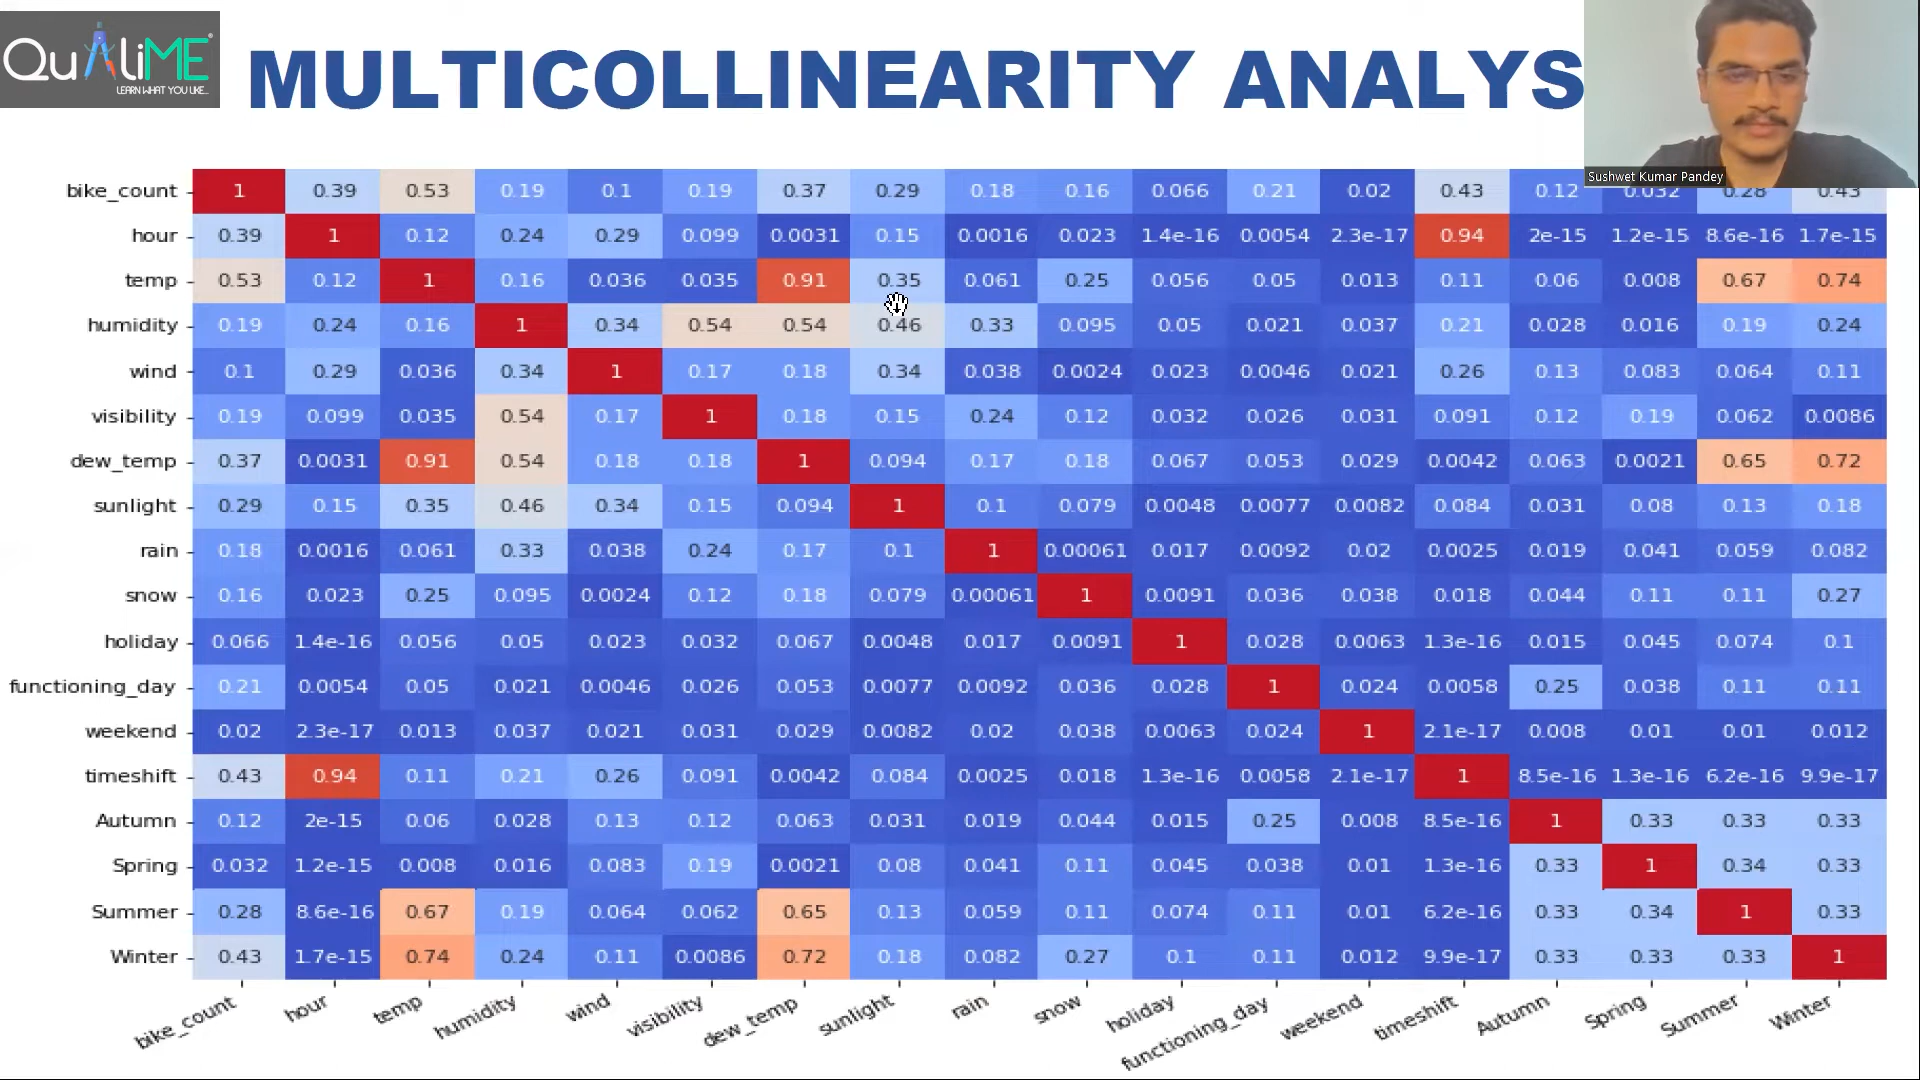 QuAliME
LEARN WHAT YOU LIKE...
MULTICOLLINEARITY ANALYS
Sushwet Kumar Pandey
bike_count 1 0.39 0.53 0.19 0.1 0.19 0.37 0.29 0.18 0.16 0.066 0.21 0.02 0.43 0.12 0.032 0.28 0.43
hour 0.39 1 0.12 0.24 0.29 0.099 0.0031 0.15 0.0016 0.023 1.4e-16 0.0054 2.3e-17 0.94 2e-15 1.2e-15 8.6e-16 1.7e-15
temp 0.53 0.12 1 0.16 0.036 0.035 0.91 0.35 0.061 0.25 0.056 0.05 0.013 0.11 0.06 0.008 0.67 0.74
humidity 0.19 0.24 0.16 1 0.34 0.54 0.54 0.46 0.33 0.095 0.05 0.021 0.037 0.21 0.028 0.016 0.19 0.24
wind 0.1 0.29 0.036 0.34 1 0.17 0.18 0.34 0.038 0.0024 0.023 0.0046 0.021 0.26 0.13 0.083 0.064 0.11
visibility 0.19 0.099 0.035 0.54 0.17 1 0.18 0.15 0.24 0.12 0.032 0.026 0.031 0.091 0.12 0.19 0.062 0.0086
dew_temp 0.37 0.0031 0.91 0.54 0.18 0.18 1 0.094 0.17 0.18 0.067 0.053 0.029 0.0042 0.063 0.0021 0.65 0.72
sunlight 0.29 0.15 0.35 0.46 0.34 0.15 0.094 1 0.1 0.079 0.0048 0.0077 0.0082 0.084 0.031 0.08 0.13 0.18
rain 0.18 0.0016 0.061 0.33 0.038 0.24 0.17 0.1 1 0.00061 0.017 0.0092 0.02 0.0025 0.019 0.041 0.059 0.082
snow 0.16 0.023 0.25 0.095 0.0024 0.12 0.18 0.079 0.00061 1 0.0091 0.036 0.038 0.018 0.044 0.11 0.11 0.27
holiday 0.066 1.4e-16 0.056 0.05 0.023 0.032 0.067 0.0048 0.017 0.0091 1 0.028 0.0063 1.3e-16 0.015 0.045 0.074 0.1
functioning_day 0.21 0.0054 0.05 0.021 0.0046 0.026 0.053 0.0077 0.0092 0.036 0.028 1 0.024 0.0058 0.25 0.038 0.11 0.11
weekend 0.02 2.3e-17 0.013 0.037 0.021 0.031 0.029 0.0082 0.02 0.038 0.0063 0.024 1 2.1e-17 0.008 0.01 0.01 0.012
timeshift 0.43 0.94 0.11 0.21 0.26 0.091 0.0042 0.084 0.0025 0.018 1.3e-16 0.0058 2.1e-17 1 8.5e-16 1.3e-16 6.2e-16 9.9e-17
Autumn 0.12 2e-15 0.06 0.028 0.13 0.12 0.063 0.031 0.019 0.044 0.015 0.25 0.008 8.5e-16 1 0.33 0.33 0.33
Spring 0.032 1.2e-15 0.008 0.016 0.083 0.19 0.0021 0.08 0.041 0.11 0.045 0.038 0.01 1.3e-16 0.33 1 0.34 0.33
Summer 0.28 8.6e-16 0.67 0.19 0.064 0.062 0.65 0.13 0.059 0.11 0.074 0.11 0.01 6.2e-16 0.33 0.34 1 0.33
Winter 0.43 1.7e-15 0.74 0.24 0.11 0.0086 0.72 0.18 0.082 0.27 0.1 0.11 0.012 9.9e-17 0.33 0.33 0.33 1
bike_count hour temp humidity wind visibility dew_temp sunlight rain snow holiday functioning_day weekend timeshift Autumn Spring Summer Winter